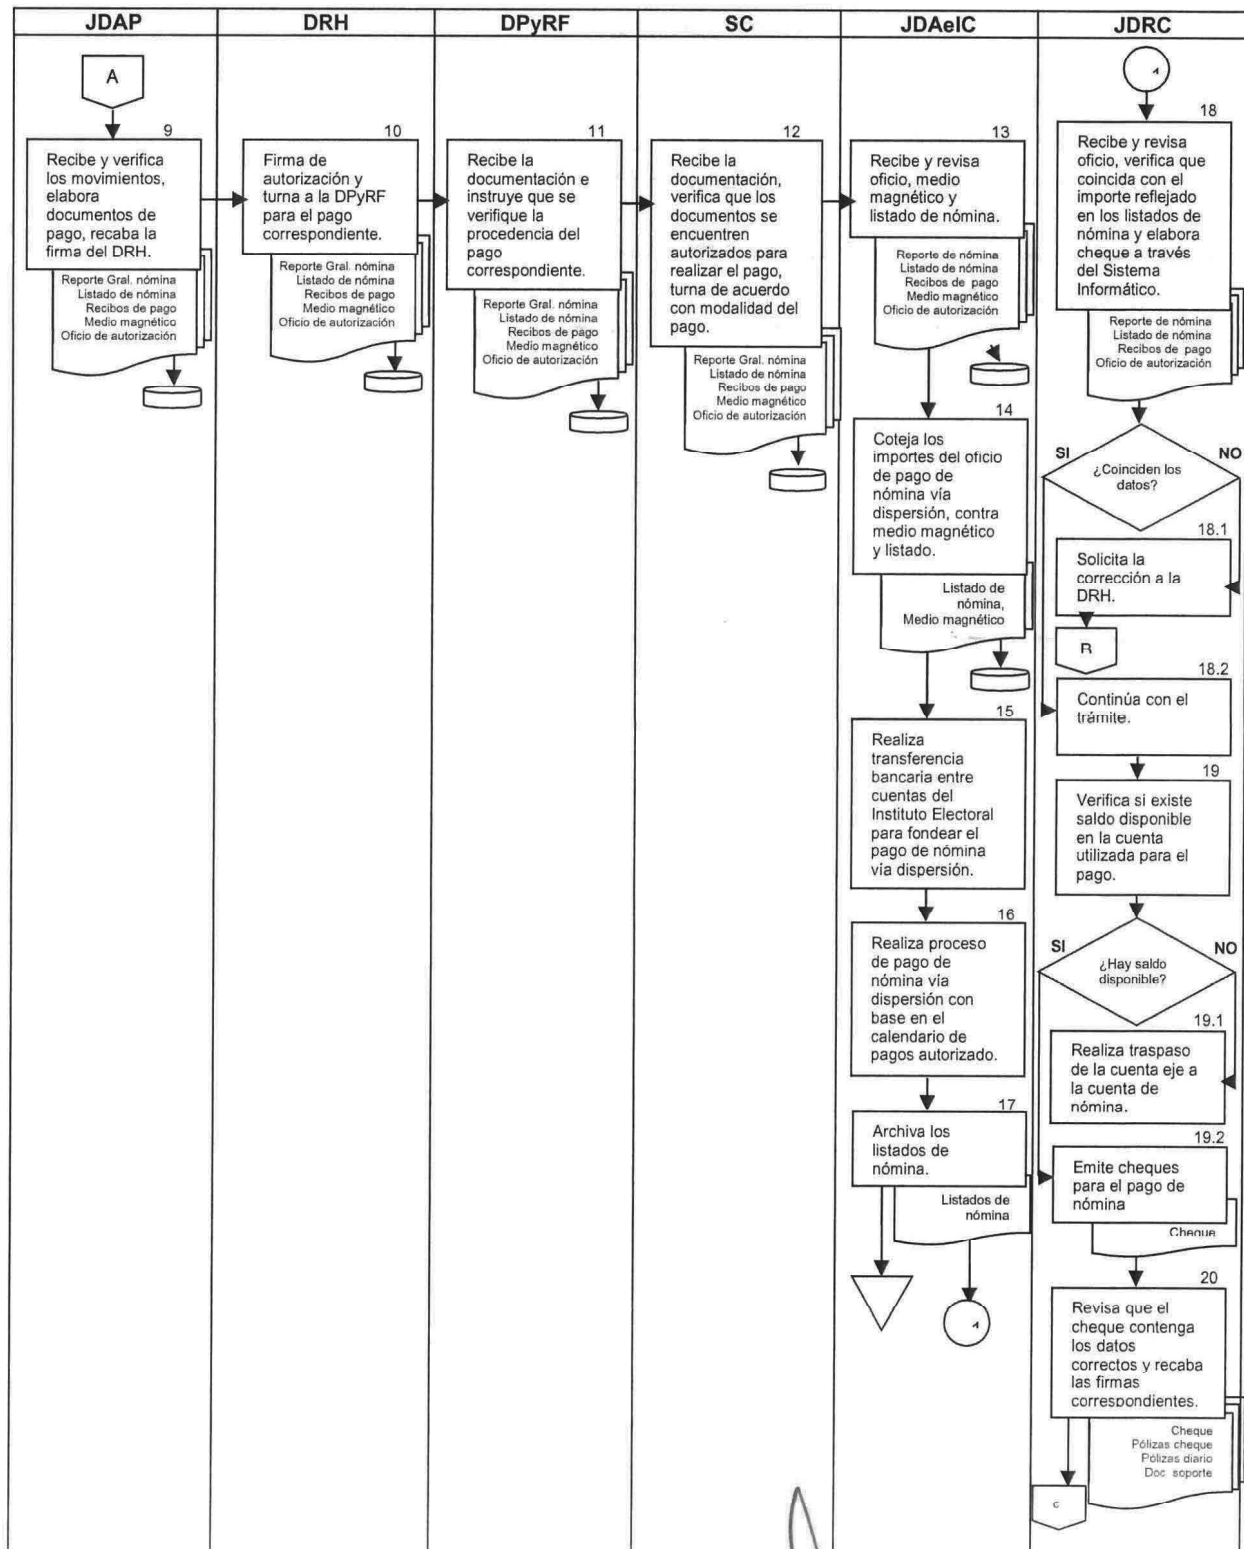 JDAP
DRH
DPyRF
SC
JDAeIC
JDRC
A
9
Recibe y verifica
los movimientos,
elabora
documentos de
pago, recaba la
firma del DRH.
Reporte Gral. nómina
Listado de nómina
Recibos de pago
Medio magnético
Oficio de autorización
10
Firma de
autorización y
turna a la DPyRF
para el pago
correspondiente.
Reporte Gral. nómina
Listado de nómina
Recibos de pago
Medio magnético
Oficio de autorización
11
Recibe la
documentación e
instruye que se
verifique la
procedencia del
pago
correspondiente.
Reporte Gral. nómina
Listado de nómina
Recibos de pago
Medio magnético
Oficio de autorización
12
Recibe la
documentación,
verifica que los
documentos se
encuentren
autorizados para
realizar el pago,
turna de acuerdo
con modalidad del
pago.
Reporte Gral. nómina
Listado de nómina
Recibos de pago
Medio magnético
Oficio de autorización
13
Recibe y revisa
oficio, medio
magnético y
listado de nómina.
Reporte de nómina
Listado de nómina
Recibos de pago
Medio magnético
Oficio de autorización
14
Coteja los
importes del oficio
de pago de
nómina vía
dispersión, contra
medio magnético
y listado.
Listado de
nómina,
Medio magnético
15
Realiza
transferencia
bancaria entre
cuentas del
Instituto Electoral
para fondear el
pago de nómina
vía dispersión.
16
Realiza proceso
de pago de
nómina vía
dispersión con
base en el
calendario de
pagos autorizado.
17
Archiva los
listados de
nómina.
Listados de
nómina
1
1
18
Recibe y revisa
oficio, verifica que
coincida con el
importe reflejado
en los listados de
nómina y elabora
cheque a través
del Sistema
Informático.
Reporte de nómina
Listado de nómina
Recibos de pago
Oficio de autorización
SI
NO
¿Coinciden los
datos?
18.1
Solicita la
corrección a la
DRH.
B
18.2
Continúa con el
trámite.
19
Verifica si existe
saldo disponible
en la cuenta
utilizada para el
pago.
SI
NO
¿Hay saldo
disponible?
19.1
Realiza traspaso
de la cuenta eje a
la cuenta de
nómina.
19.2
Emite cheques
para el pago de
nómina
Cheque
20
Revisa que el
cheque contenga
los datos
correctos y recaba
las firmas
correspondientes.
Cheque
Pólizas cheque
Pólizas diario
Doc soporte
C